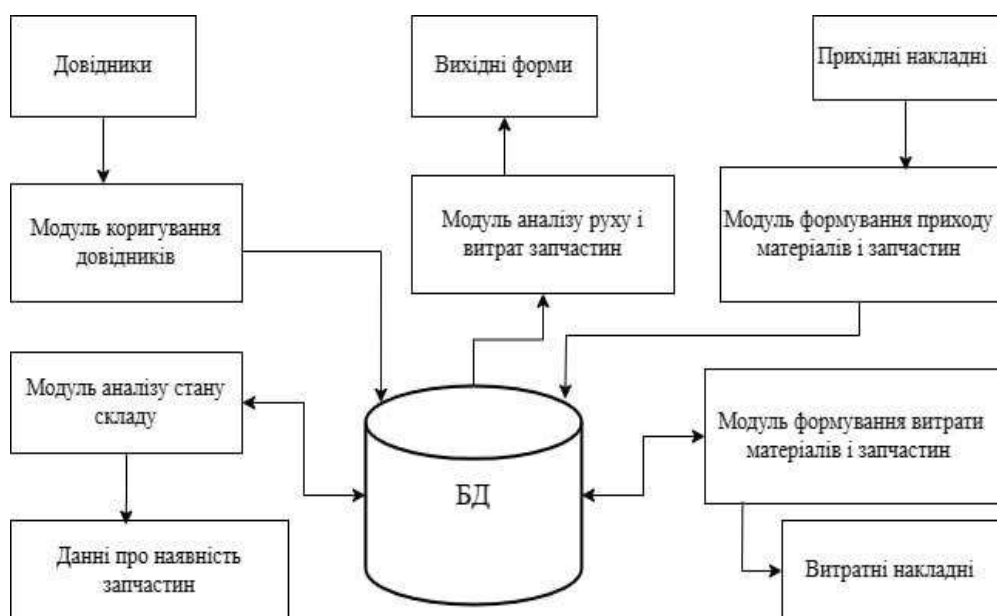 Довідники
Вихідні форми
Прихідні накладні
Модуль коригування
довідників
Модуль аналізу руху і
витрат запчастин
Модуль формування приходу
матеріалів і запчастин
Модуль аналізу стану
складу
БД
Модуль формування витрати
матеріалів і запчастин
Данні про наявність
запчастин
Витратні накладні